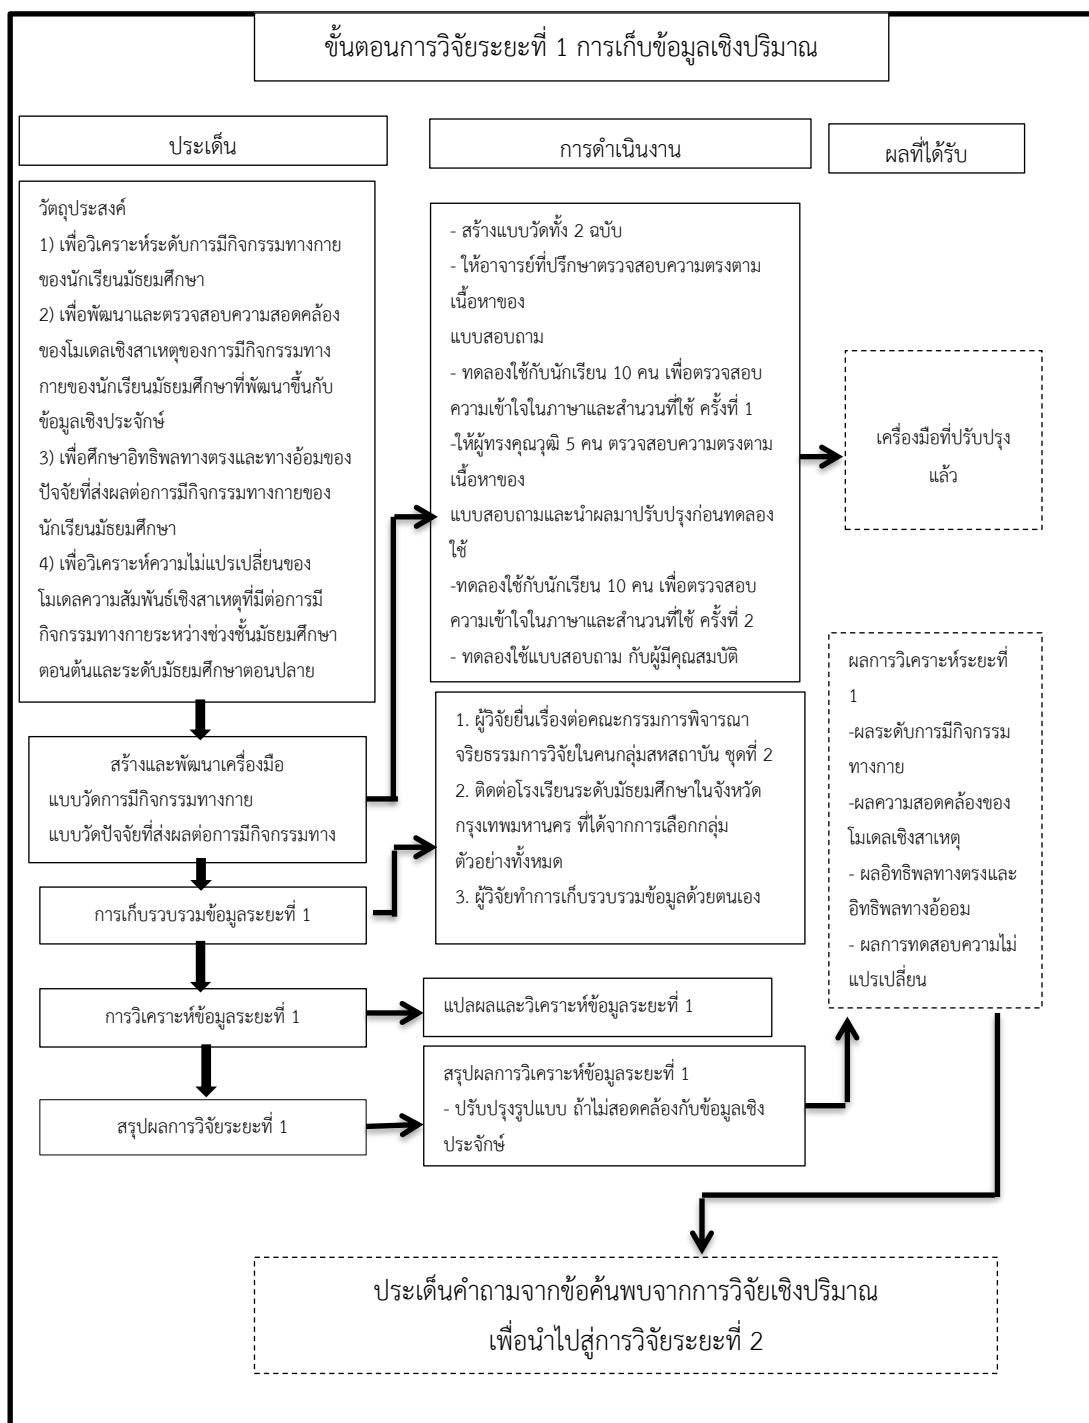 ขั้นตอนการวิจัยระยะที่ 1 การเก็บข้อมูลเชิงปริมาณ
ประเด็น
การดำเนินงาน
ผลที่ได้รับ
วัตถุประสงค์
1) เพื่อวิเคราะห์ระดับการมีกิจกรรมทางกาย
ของนักเรียนมัธยมศึกษา
2) เพื่อพัฒนาและตรวจสอบความสอดคล้อง
ของโมเดลเชิงสาเหตุของการมีกิจกรรมทาง
กายของนักเรียนมัธยมศึกษาที่พัฒนาขึ้นกับ
ข้อมูลเชิงประจักษ์
3) เพื่อศึกษาอิทธิพลทางตรงและทางอ้อมของ
ปัจจัยที่ส่งผลต่อการมีกิจกรรมทางกายของ
นักเรียนมัธยมศึกษา
4) เพื่อวิเคราะห์ความไม่แปรเปลี่ยนของ
โมเดลความสัมพันธ์เชิงสาเหตุที่มีต่อการมี
กิจกรรมทางกายระหว่างช่วงชั้นมัธยมศึกษา
ตอนต้นและระดับมัธยมศึกษาตอนปลาย
- สร้างแบบวัดทั้ง 2 ฉบับ
- ให้อาจารย์ที่ปรึกษาตรวจสอบความตรงตาม
เนื้อหาของ
แบบสอบถาม
- ทดลองใช้กับนักเรียน 10 คน เพื่อตรวจสอบ
ความเข้าใจในภาษาและสำนวนที่ใช้ ครั้งที่ 1
-ให้ผู้ทรงคุณวุฒิ 5 คน ตรวจสอบความตรงตาม
เนื้อหาของ
แบบสอบถามและนำผลมาปรับปรุงก่อนทดลอง
ใช้
-ทดลองใช้กับนักเรียน 10 คน เพื่อตรวจสอบ
ความเข้าใจในภาษาและสำนวนที่ใช้ ครั้งที่ 2
- ทดลองใช้แบบสอบถาม กับผู้มีคุณสมบัติ
เครื่องมือที่ปรับปรุง
แล้ว
สร้างและพัฒนาเครื่องมือ
แบบวัดการมีกิจกรรมทางกาย
แบบวัดปัจจัยที่ส่งผลต่อการมีกิจกรรมทาง
1. ผู้วิจัยยื่นเรื่องต่อคณะกรรมการพิจารณา
จริยธรรมการวิจัยในคนกลุ่มสหสถาบัน ชุดที่ 2
2. ติดต่อโรงเรียนระดับมัธยมศึกษาในจังหวัด
กรุงเทพมหานคร ที่ได้จากการเลือกกลุ่ม
ตัวอย่างทั้งหมด
3. ผู้วิจัยทำการเก็บรวบรวมข้อมูลด้วยตนเอง
ผลการวิเคราะห์ระยะที่
1
-ผลระดับการมีกิจกรรม
ทางกาย
-ผลความสอดคล้องของ
โมเดลเชิงสาเหตุ
- ผลอิทธิพลทางตรงและ
อิทธิพลทางอ้ออม
- ผลการทดสอบความไม่
แปรเปลี่ยน
การเก็บรวบรวมข้อมูลระยะที่ 1
การวิเคราะห์ข้อมูลระยะที่ 1
แปลผลและวิเคราะห์ข้อมูลระยะที่ 1
สรุปผลการวิจัยระยะที่ 1
สรุปผลการวิเคราะห์ข้อมูลระยะที่ 1
- ปรับปรุงรูปแบบ ถ้าไม่สอดคล้องกับข้อมูลเชิง
ประจักษ์
ประเด็นคำถามจากข้อค้นพบจากการวิจัยเชิงปริมาณ
เพื่อนำไปสู่การวิจัยระยะที่ 2